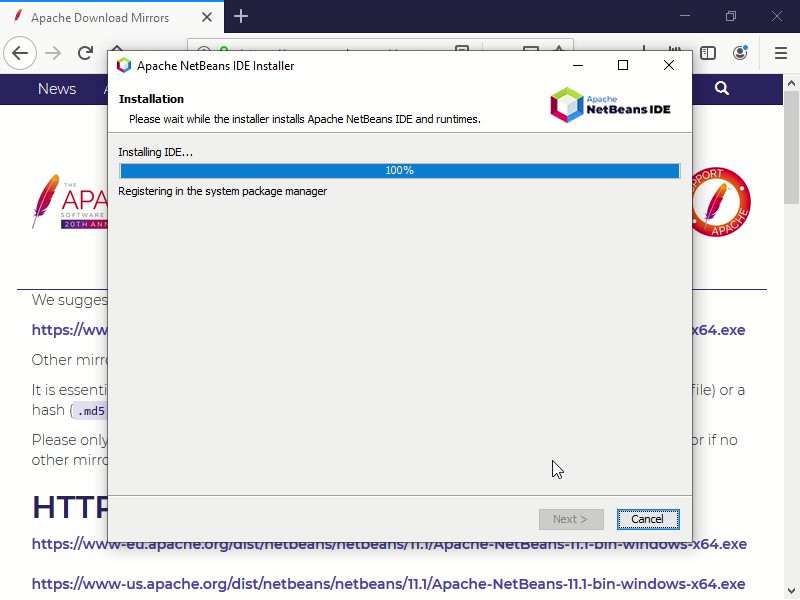 Apache Download Mirrors
Apache NetBeans IDE Installer
News
Installation
Please wait while the installer installs Apache NetBeans IDE and runtimes.
Apache
NetBeans IDE
Installing IDE...
100%
Registering in the system package manager
THE
APA
SOFTWARE
20TH ANN
SUPPORT
APACHE
We sugges
https://ww
x64.exe
Other mirro
It is essenti
file) or a
hash (.md5
Please only
or if no
other mirro
Next >
Cancel
HTTP
https://www-eu.apache.org/dist/netbeans/netbeans/11.1/Apache-NetBeans-11.1-bin-windows-x64.exe
https://www-us.apache.org/dist/netbeans/netbeans/11.1/Apache-NetBeans-11.1-bin-windows-x64.exe